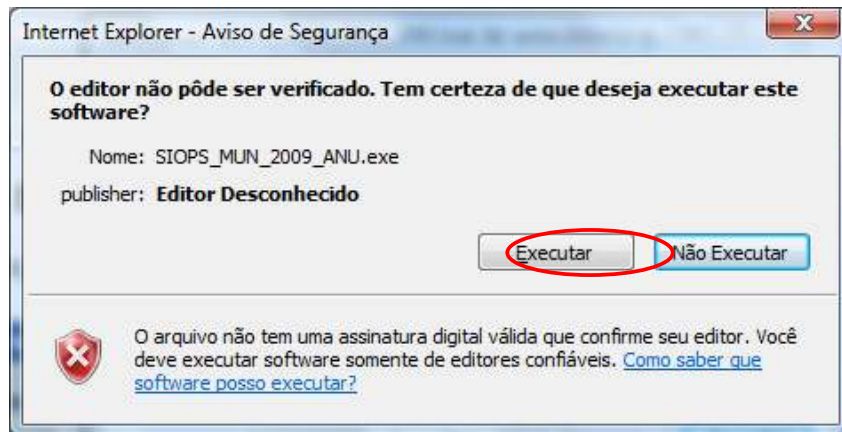 Internet Explorer - Aviso de Segurança
O editor não pôde ser verificado. Tem certeza de que deseja executar este
software?
Nome: SIOPS_MUN_2009_ANU.exe
publisher: Editor Desconhecido
Executar Não Executar
O arquivo não tem uma assinatura digital válida que confirme seu editor. Você
deve executar software somente de editores confiáveis. Como saber que
software posso executar?